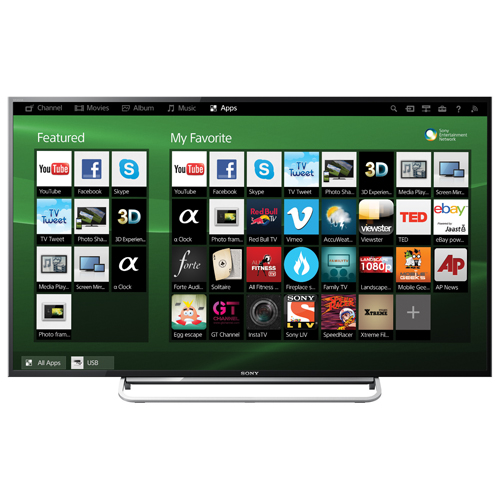 Channel Movies Album Music Apps ?
Featured My Favorite
Sony Entertainment Network
YouTube Facebook Skype YouTube Facebook Skype TV Tweet Photo Sha... 3D Experien... Media Play... Screen Mirr...
TV Tweet Photo Sha... 3D Experien... α Clock Photo fram... Red Bull TV Vimeo AccuWeat... Viewster TED eBay pow...
Media Play... Screen Mirr... α Clock Forte Audi... Solitaire All Fitness ... Fireplace s... Family TV Landscape... Mobile Gee... AP News
Photo fram... Egg escape GT Channel InstaTV Sony LIV SpeedRacer Xtreme Fil...
All Apps USB
SONY